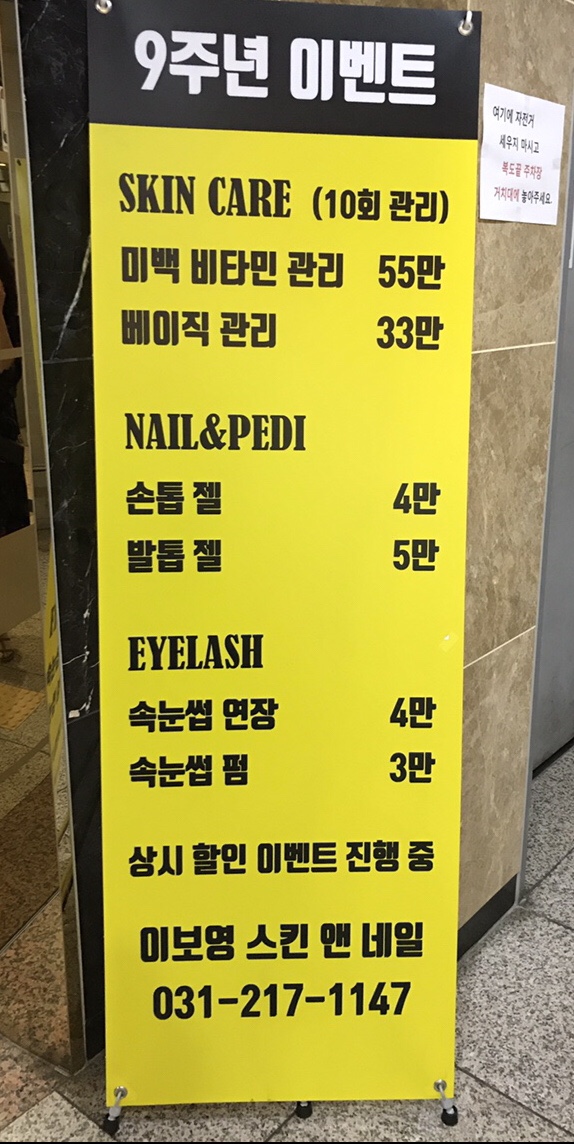 9주년 이벤트
SKIN CARE (10회 관리)
미백 비타민 관리 55만
베이직 관리 33만
NAIL&PEDI
손톱 젤 4만
발톱 젤 5만
EYELASH
속눈썹 연장 4만
속눈썹 펌 3만
상시 할인 이벤트 진행 중
이보영 스킨 앤 네일
031-217-1147
여기에 자전거
세우지 마시고
복도끝 주차장
거치대에 놓아주세요.